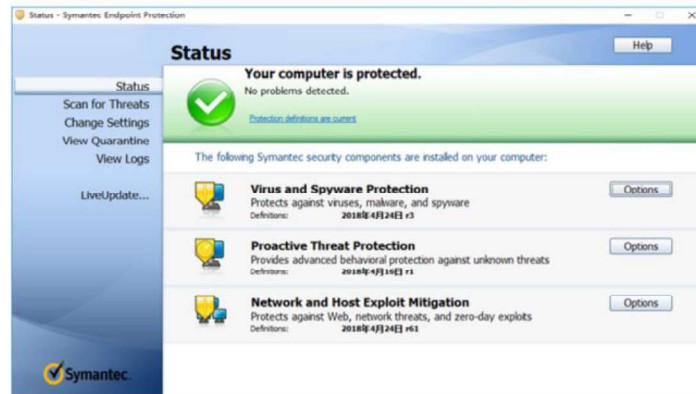 Status - Symantec Endpoint Protection
Status
Help
Status
Scan for Threats
Change Settings
View Quarantine
View Logs
LiveUpdate...
Your computer is protected.
No problems detected.
Protection definitions are current
The following Symantec security components are installed on your computer:
Virus and Spyware Protection
Protects against viruses, malware, and spyware
Definitions: 2018年4月24日 r3
Options
Proactive Threat Protection
Provides advanced behavioral protection against unknown threats
Definitions: 2018年4月16日 r1
Options
Network and Host Exploit Mitigation
Protects against Web, network threats, and zero-day exploits
Definitions: 2018年4月24日 r61
Options
Symantec.